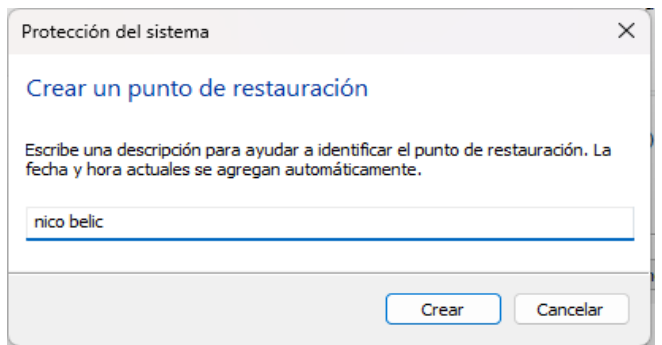 Protección del sistema
Crear un punto de restauración
Escribe una descripción para ayudar a identificar el punto de restauración. La
fecha y hora actuales se agregan automáticamente.
nico belic
Crear
Cancelar